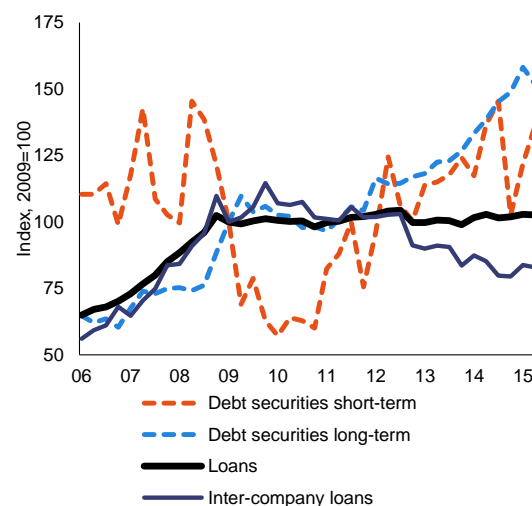 Index, 2009=100
175
150
125
100
75
50
06 07 08 09 10 11 12 13 14 15
Debt securities short-term
Debt securities long-term
Loans
Inter-company loans